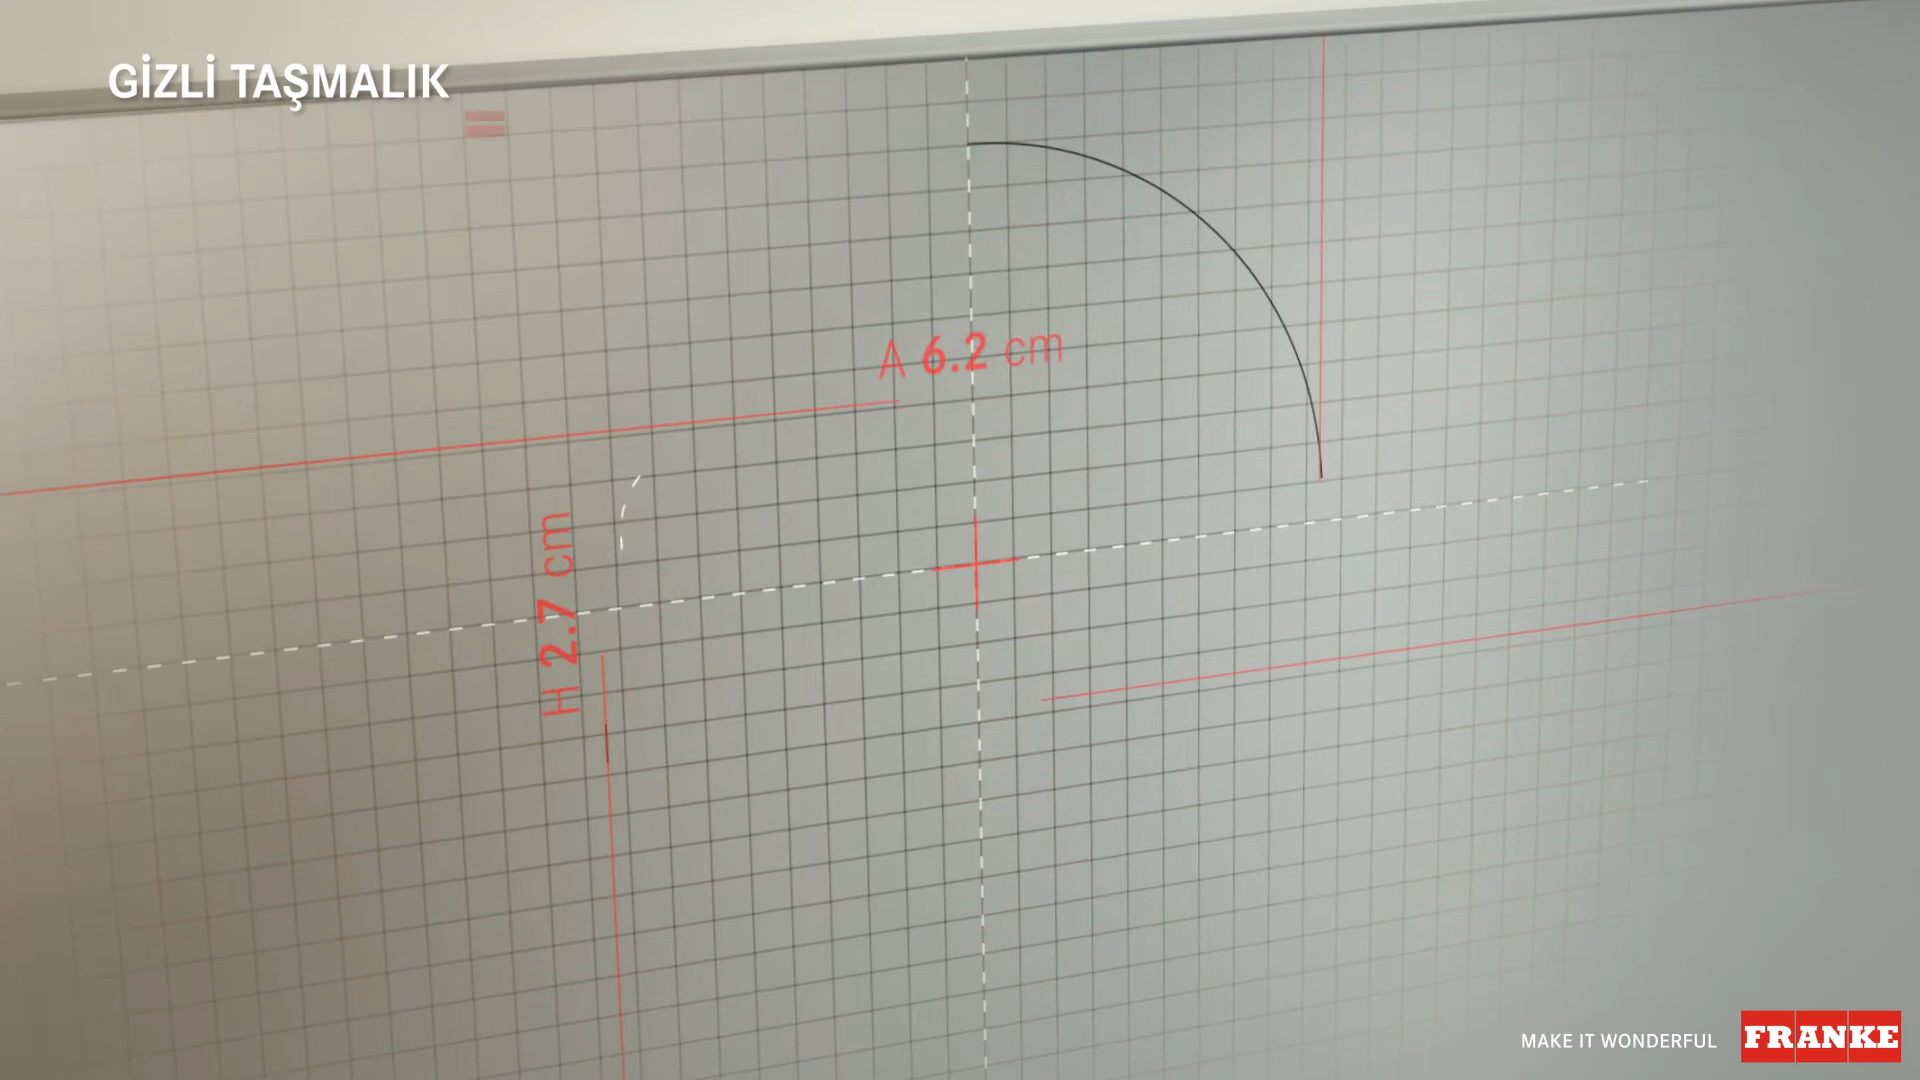 GİZLİ TAŞMALIK
A 6.2 cm
H 2.7 cm
MAKE IT WONDERFUL
FRANKE